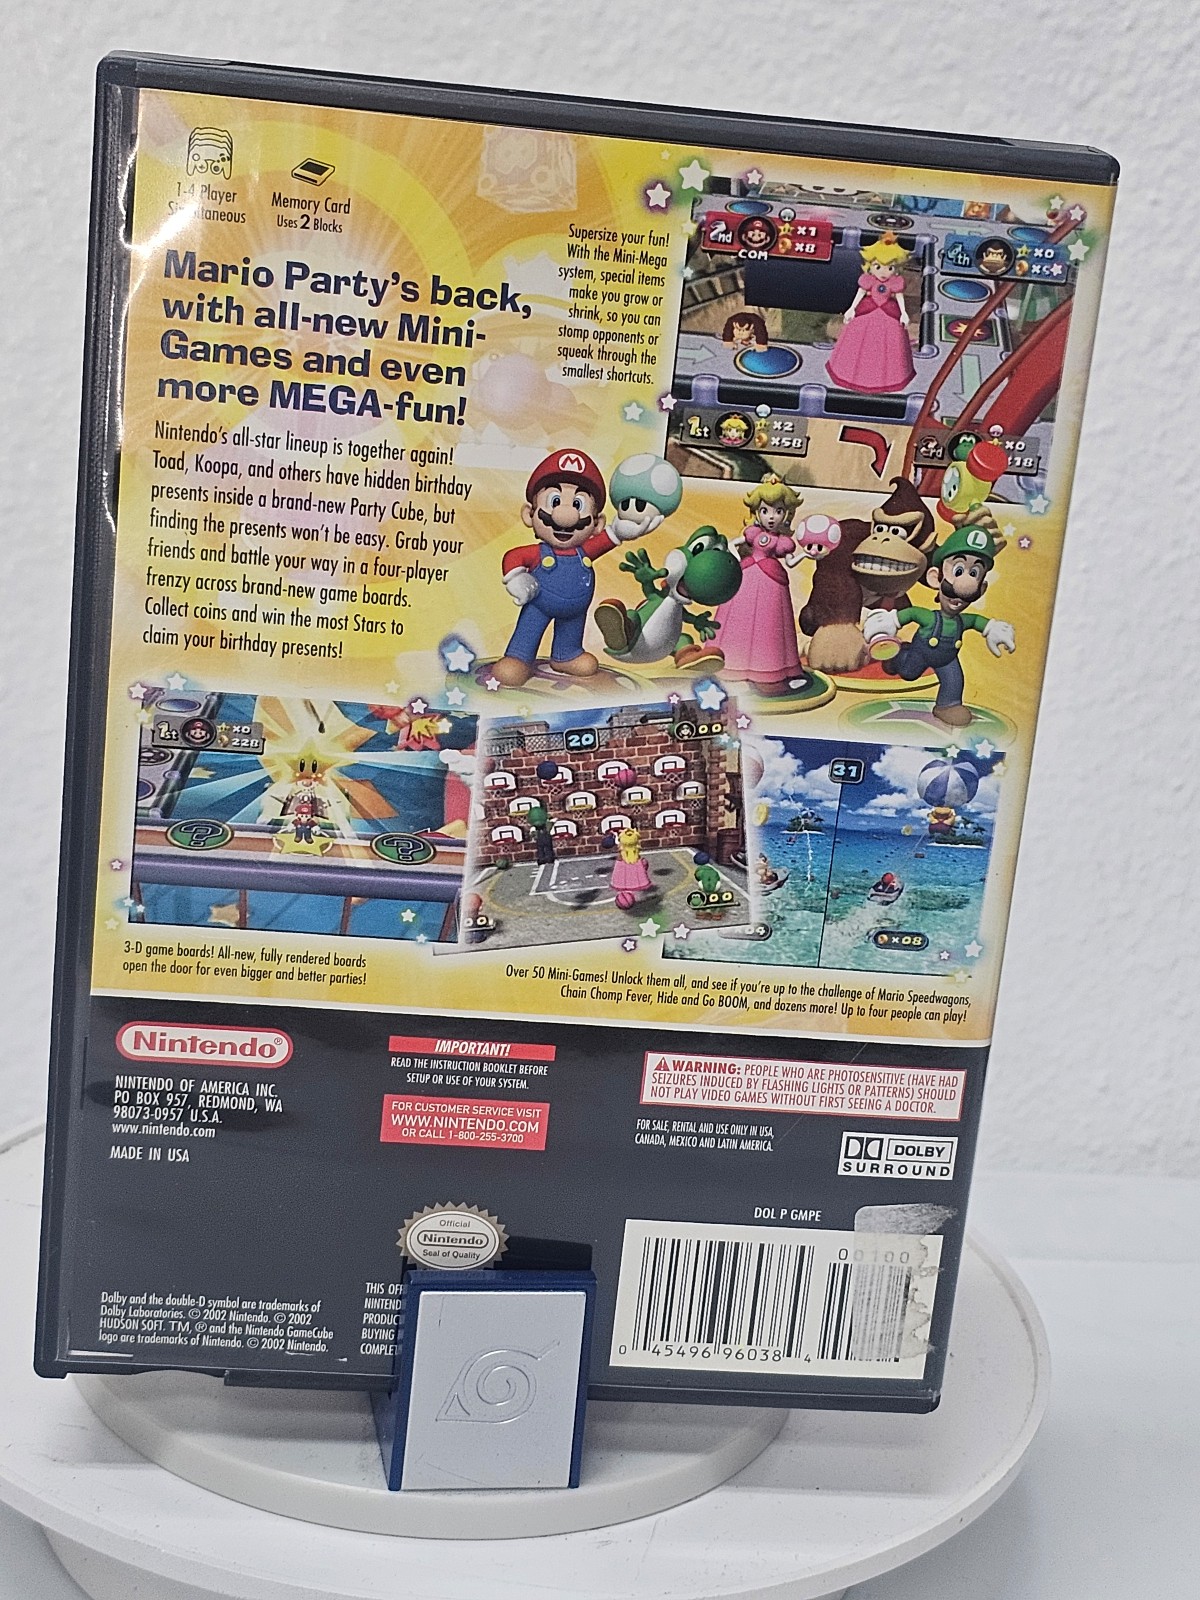 1-4 Player
Simultaneous
Memory Card
Uses 2 Blocks
Mario Party's back,
with all-new Mini-
Games and even
more MEGA-fun!
Nintendo's all-star lineup is together again!
Toad, Koopa, and others have hidden birthday
presents inside a brand-new Party Cube, but
finding the presents won't be easy. Grab your
friends and battle your way in a four-player
frenzy across brand-new game boards.
Collect coins and win the most Stars to
claim your birthday presents!
Supersize your fun!
With the Mini-Mega
system, special items
make you grow or
shrink, so you can
stomp opponents or
squeak through the
smallest shortcuts.
2nd
x1
x8
COM
4th
x0
x5
1st
x2
x58
x0
18
M
L
1st
x0
228
?
?
20
00
00
31
x08
3-D game boards! All-new, fully rendered boards
open the door for even bigger and better parties!
Over 50 Mini-Games! Unlock them all, and see if you're up to the challenge of Mario Speedwagons,
Chain Chomp Fever, Hide and Go BOOM, and dozens more! Up to four people can play!
Nintendo®
NINTENDO OF AMERICA INC.
PO BOX 957, REDMOND, WA
98073-0957 U.S.A.
www.nintendo.com
MADE IN USA
IMPORTANT!
READ THE INSTRUCTION BOOKLET BEFORE
SETUP OR USE OF YOUR SYSTEM.
FOR CUSTOMER SERVICE VISIT
WWW.NINTENDO.COM
OR CALL 1-800-255-3700
WARNING: PEOPLE WHO ARE PHOTOSENSITIVE (HAVE HAD
SEIZURES INDUCED BY FLASHING LIGHTS OR PATTERNS) SHOULD
NOT PLAY VIDEO GAMES WITHOUT FIRST SEEING A DOCTOR.
FOR SALE, RENTAL AND USE ONLY IN USA,
CANADA, MEXICO AND LATIN AMERICA.
DOLBY
SURROUND
DOL P GMPE
00100
0 45496 96038 4
Official
Nintendo
Seal of Quality
THIS OFF
NINTEND
PRODUC
BUYING
COMPLET
Dolby and the double-D symbol are trademarks of
Dolby Laboratories. © 2002 Nintendo. © 2002
HUDSON SOFT. TM, ® and the Nintendo GameCube
logo are trademarks of Nintendo. © 2002 Nintendo.